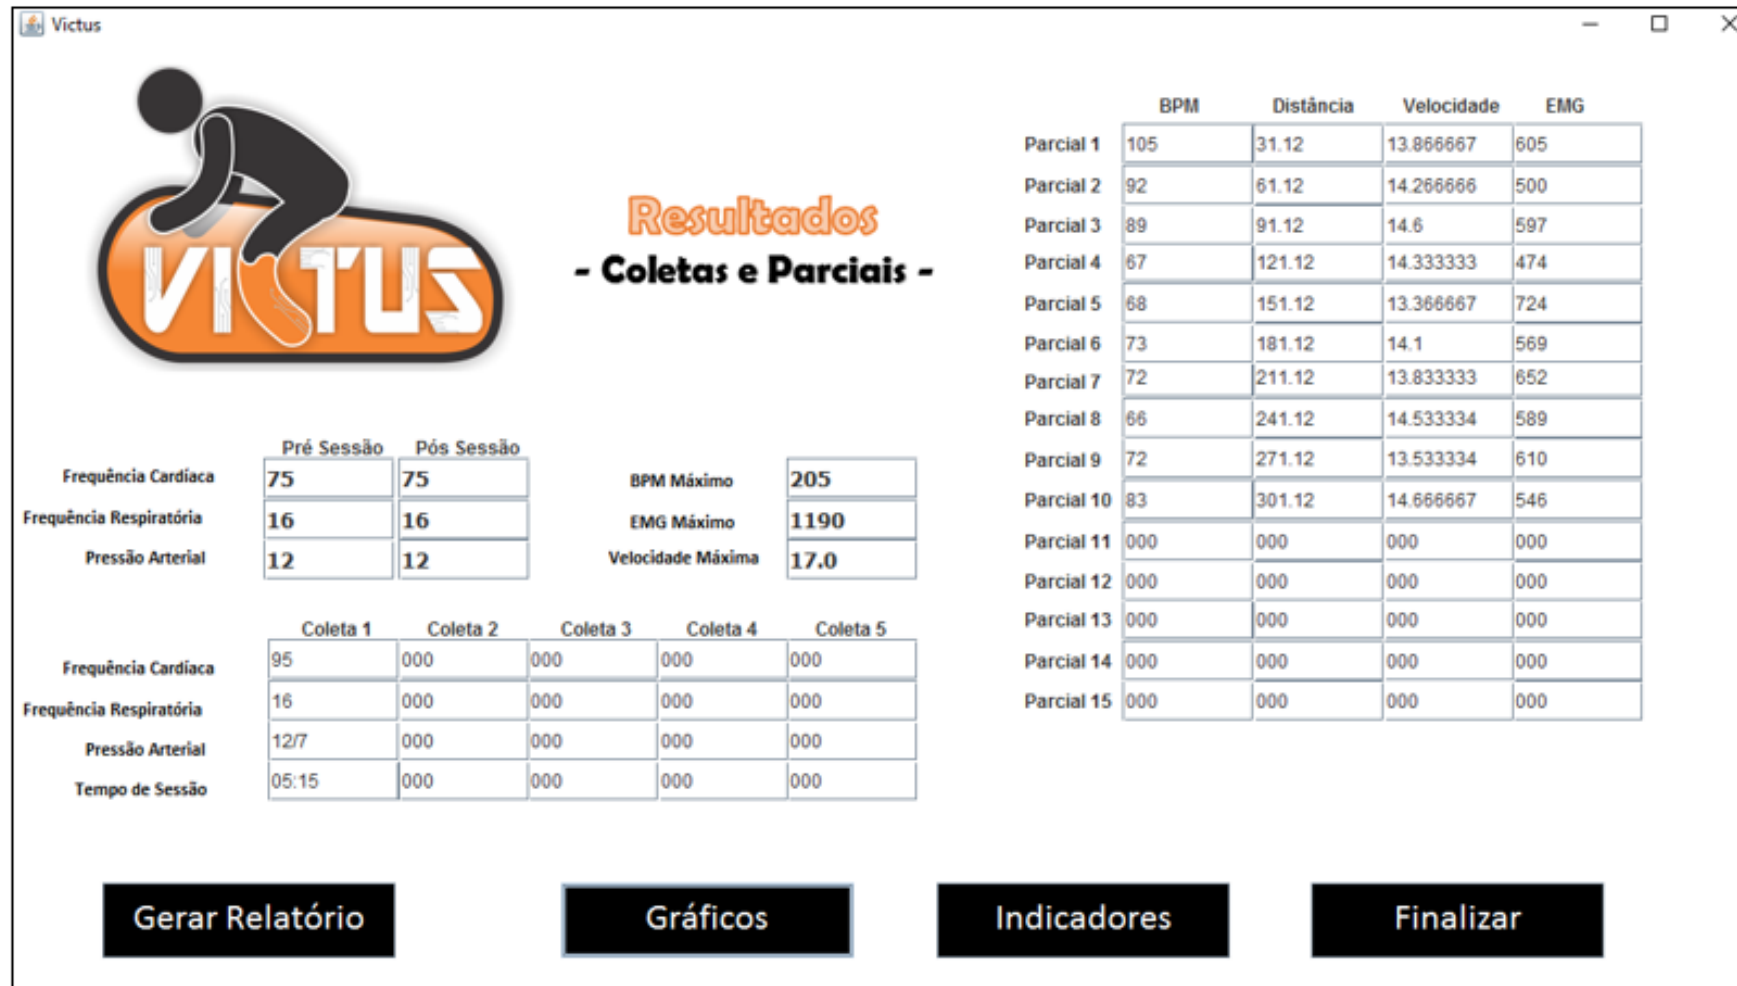 Victus
VICTUS
Resultados
- Coletas e Parciais -
Pré Sessão Pós Sessão
Frequência Cardíaca 75 75
Frequência Respiratória 16 16
Pressão Arterial 12 12
BPM Máximo 205
EMG Máximo 1190
Velocidade Máxima 17.0
Coleta 1 Coleta 2 Coleta 3 Coleta 4 Coleta 5
Frequência Cardíaca 95 000 000 000 000
Frequência Respiratória 16 000 000 000 000
Pressão Arterial 12/7 000 000 000 000
Tempo de Sessão 05:15 000 000 000 000
BPM Distância Velocidade EMG
Parcial 1 105 31.12 13.866667 605
Parcial 2 92 61.12 14.266666 500
Parcial 3 89 91.12 14.6 597
Parcial 4 67 121.12 14.333333 474
Parcial 5 68 151.12 13.366667 724
Parcial 6 73 181.12 14.1 569
Parcial 7 72 211.12 13.833333 652
Parcial 8 66 241.12 14.533334 589
Parcial 9 72 271.12 13.533334 610
Parcial 10 83 301.12 14.666667 546
Parcial 11 000 000 000 000
Parcial 12 000 000 000 000
Parcial 13 000 000 000 000
Parcial 14 000 000 000 000
Parcial 15 000 000 000 000
Gerar Relatório Gráficos Indicadores Finalizar